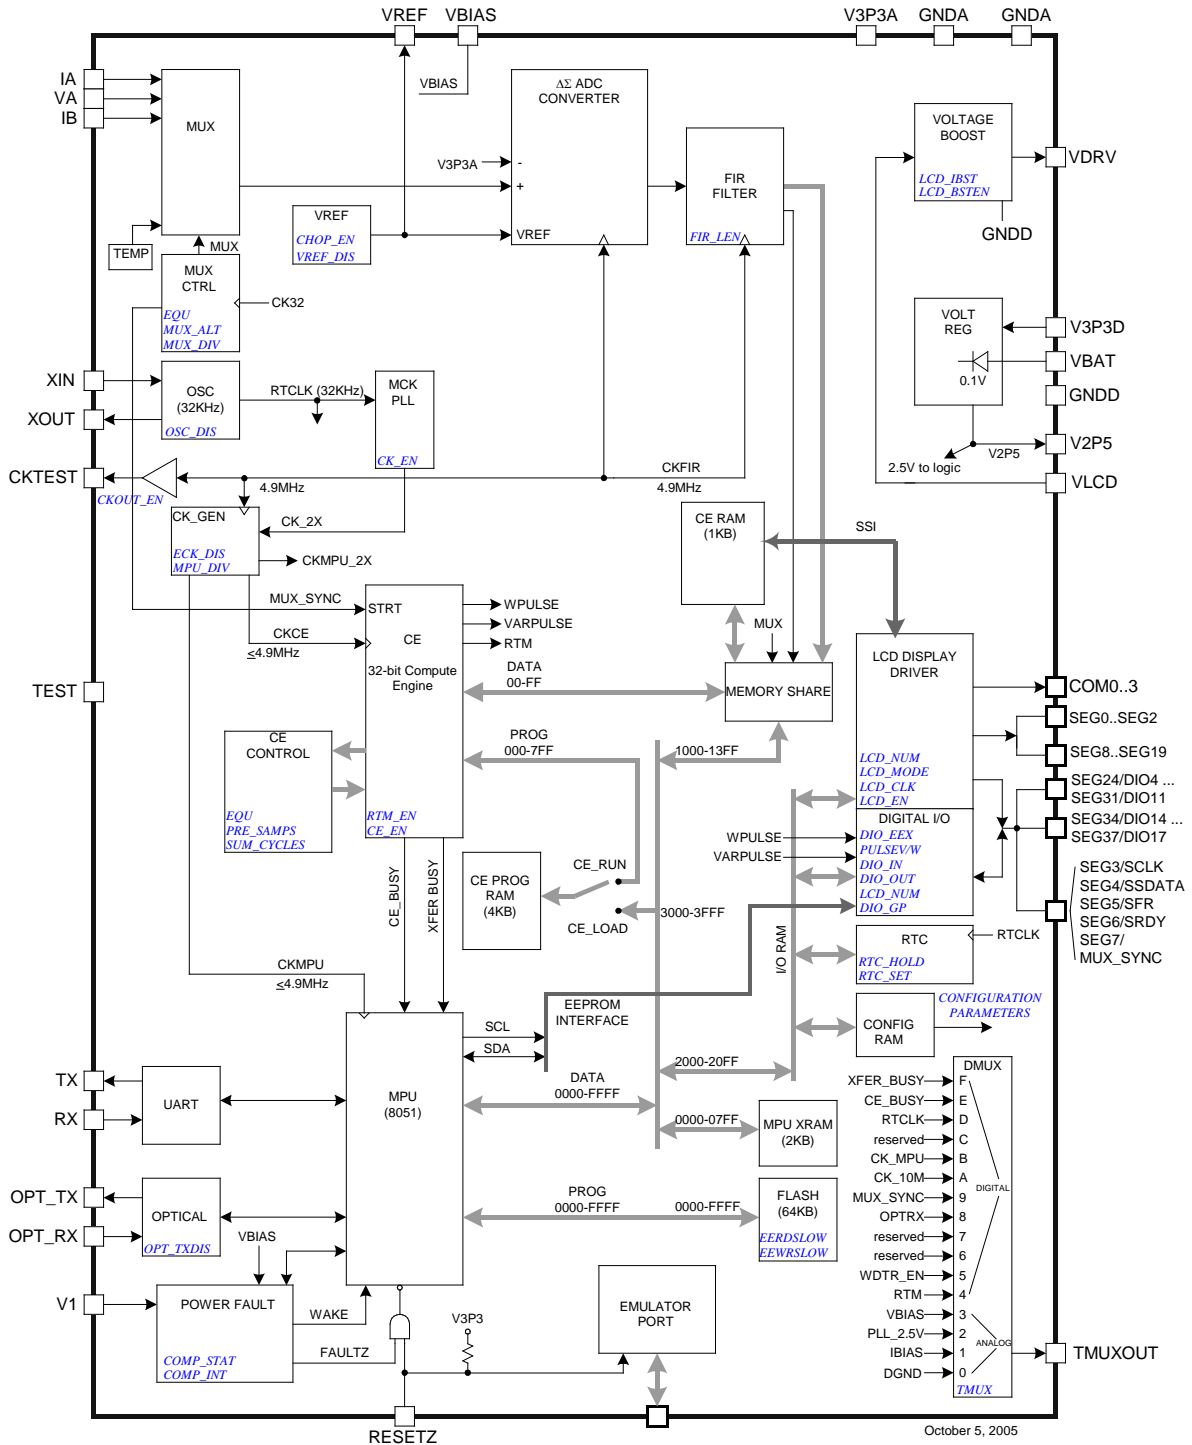 VREF
VBIAS
V3P3A
GNDA
GNDA
IA
VA
IB
MUX
VBIAS
ΔΣ ADC
CONVERTER
V3P3A
-
+
VREF
FIR
FILTER
FIR_LEN
VOLTAGE
BOOST
LCD_IBST
LCD_BSTEN
VDRV
GNDD
TEMP
MUX
VREF
CHOP_EN
VREF_DIS
MUX
CTRL
EQU
MUX_ALT
MUX_DIV
CK32
VOLT
REG
0.1V
V3P3D
VBAT
GNDD
V2P5
V2P5
2.5V to logic
VLCD
XIN
XOUT
OSC
(32KHz)
OSC_DIS
RTCLK (32KHz)
MCK
PLL
CK_EN
CKTEST
CKOUT_EN
4.9MHz
CKFIR
4.9MHz
CK_GEN
ECK_DIS
MPU_DIV
CK_2X
CKMPU_2X
CE RAM
(1KB)
SSI
MUX_SYNC
CKCE
≤4.9MHz
STRT
CE
32-bit Compute
Engine
RTM_EN
CE_EN
WPULSE
VARPULSE
RTM
MUX
DATA
00-FF
MEMORY SHARE
LCD DISPLAY
DRIVER
LCD_NUM
LCD_MODE
LCD_CLK
LCD_EN
TEST
COM0..3
SEG0..SEG2
SEG8..SEG19
SEG24/DIO4 ...
SEG31/DIO11
SEG34/DIO14 ...
SEG37/DIO17
SEG3/SCLK
SEG4/SSDATA
SEG5/SFR
SEG6/SRDY
SEG7/
MUX_SYNC
CE
CONTROL
EQU
PRE_SAMPS
SUM_CYCLES
PROG
000-7FF
1000-13FF
DIGITAL I/O
DIO_EEX
PULSEV/W
DIO_IN
DIO_OUT
LCD_NUM
DIO_GP
WPULSE
VARPULSE
CE_BUSY
XFER BUSY
CE PROG
RAM
(4KB)
CE_RUN
CE_LOAD
3000-3FFF
I/O RAM
RTC
RTC_HOLD
RTC_SET
RTCLK
CKMPU
≤4.9MHz
EEPROM
INTERFACE
SCL
SDA
CONFIG
RAM
CONFIGURATION
PARAMETERS
MPU
(8051)
DATA
0000-FFFF
2000-20FF
0000-07FF
MPU XRAM
(2KB)
TX
RX
UART
OPT_TX
OPT_RX
OPTICAL
OPT_TXDIS
PROG
0000-FFFF
0000-FFFF
FLASH
(64KB)
EERDSLOW
EEWRSLOW
VBIAS
V1
POWER FAULT
COMP_STAT
COMP_INT
WAKE
FAULTZ
V3P3
EMULATOR
PORT
DMUX
XFER_BUSY F
CE_BUSY E
RTCLK D
reserved C
CK_MPU B
CK_10M A
MUX_SYNC 9
OPTRX 8
reserved 7
reserved 6
WDTR_EN 5
RTM 4
VBIAS 3
PLL_2.5V 2
IBIAS 1
DGND 0
DIGITAL
ANALOG
TMUX
TMUXOUT
RESETZ
October 5, 2005